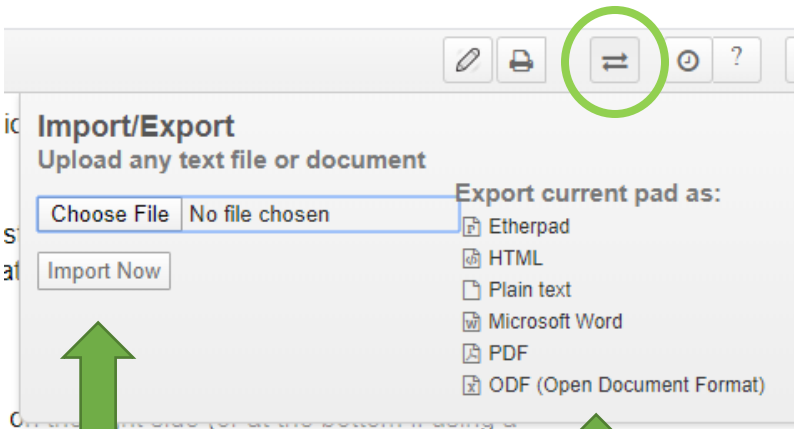 ?
Import/Export
Upload any text file or document
Choose File No file chosen
Import Now
Export current pad as:
Etherpad
HTML
Plain text
Microsoft Word
PDF
ODF (Open Document Format)